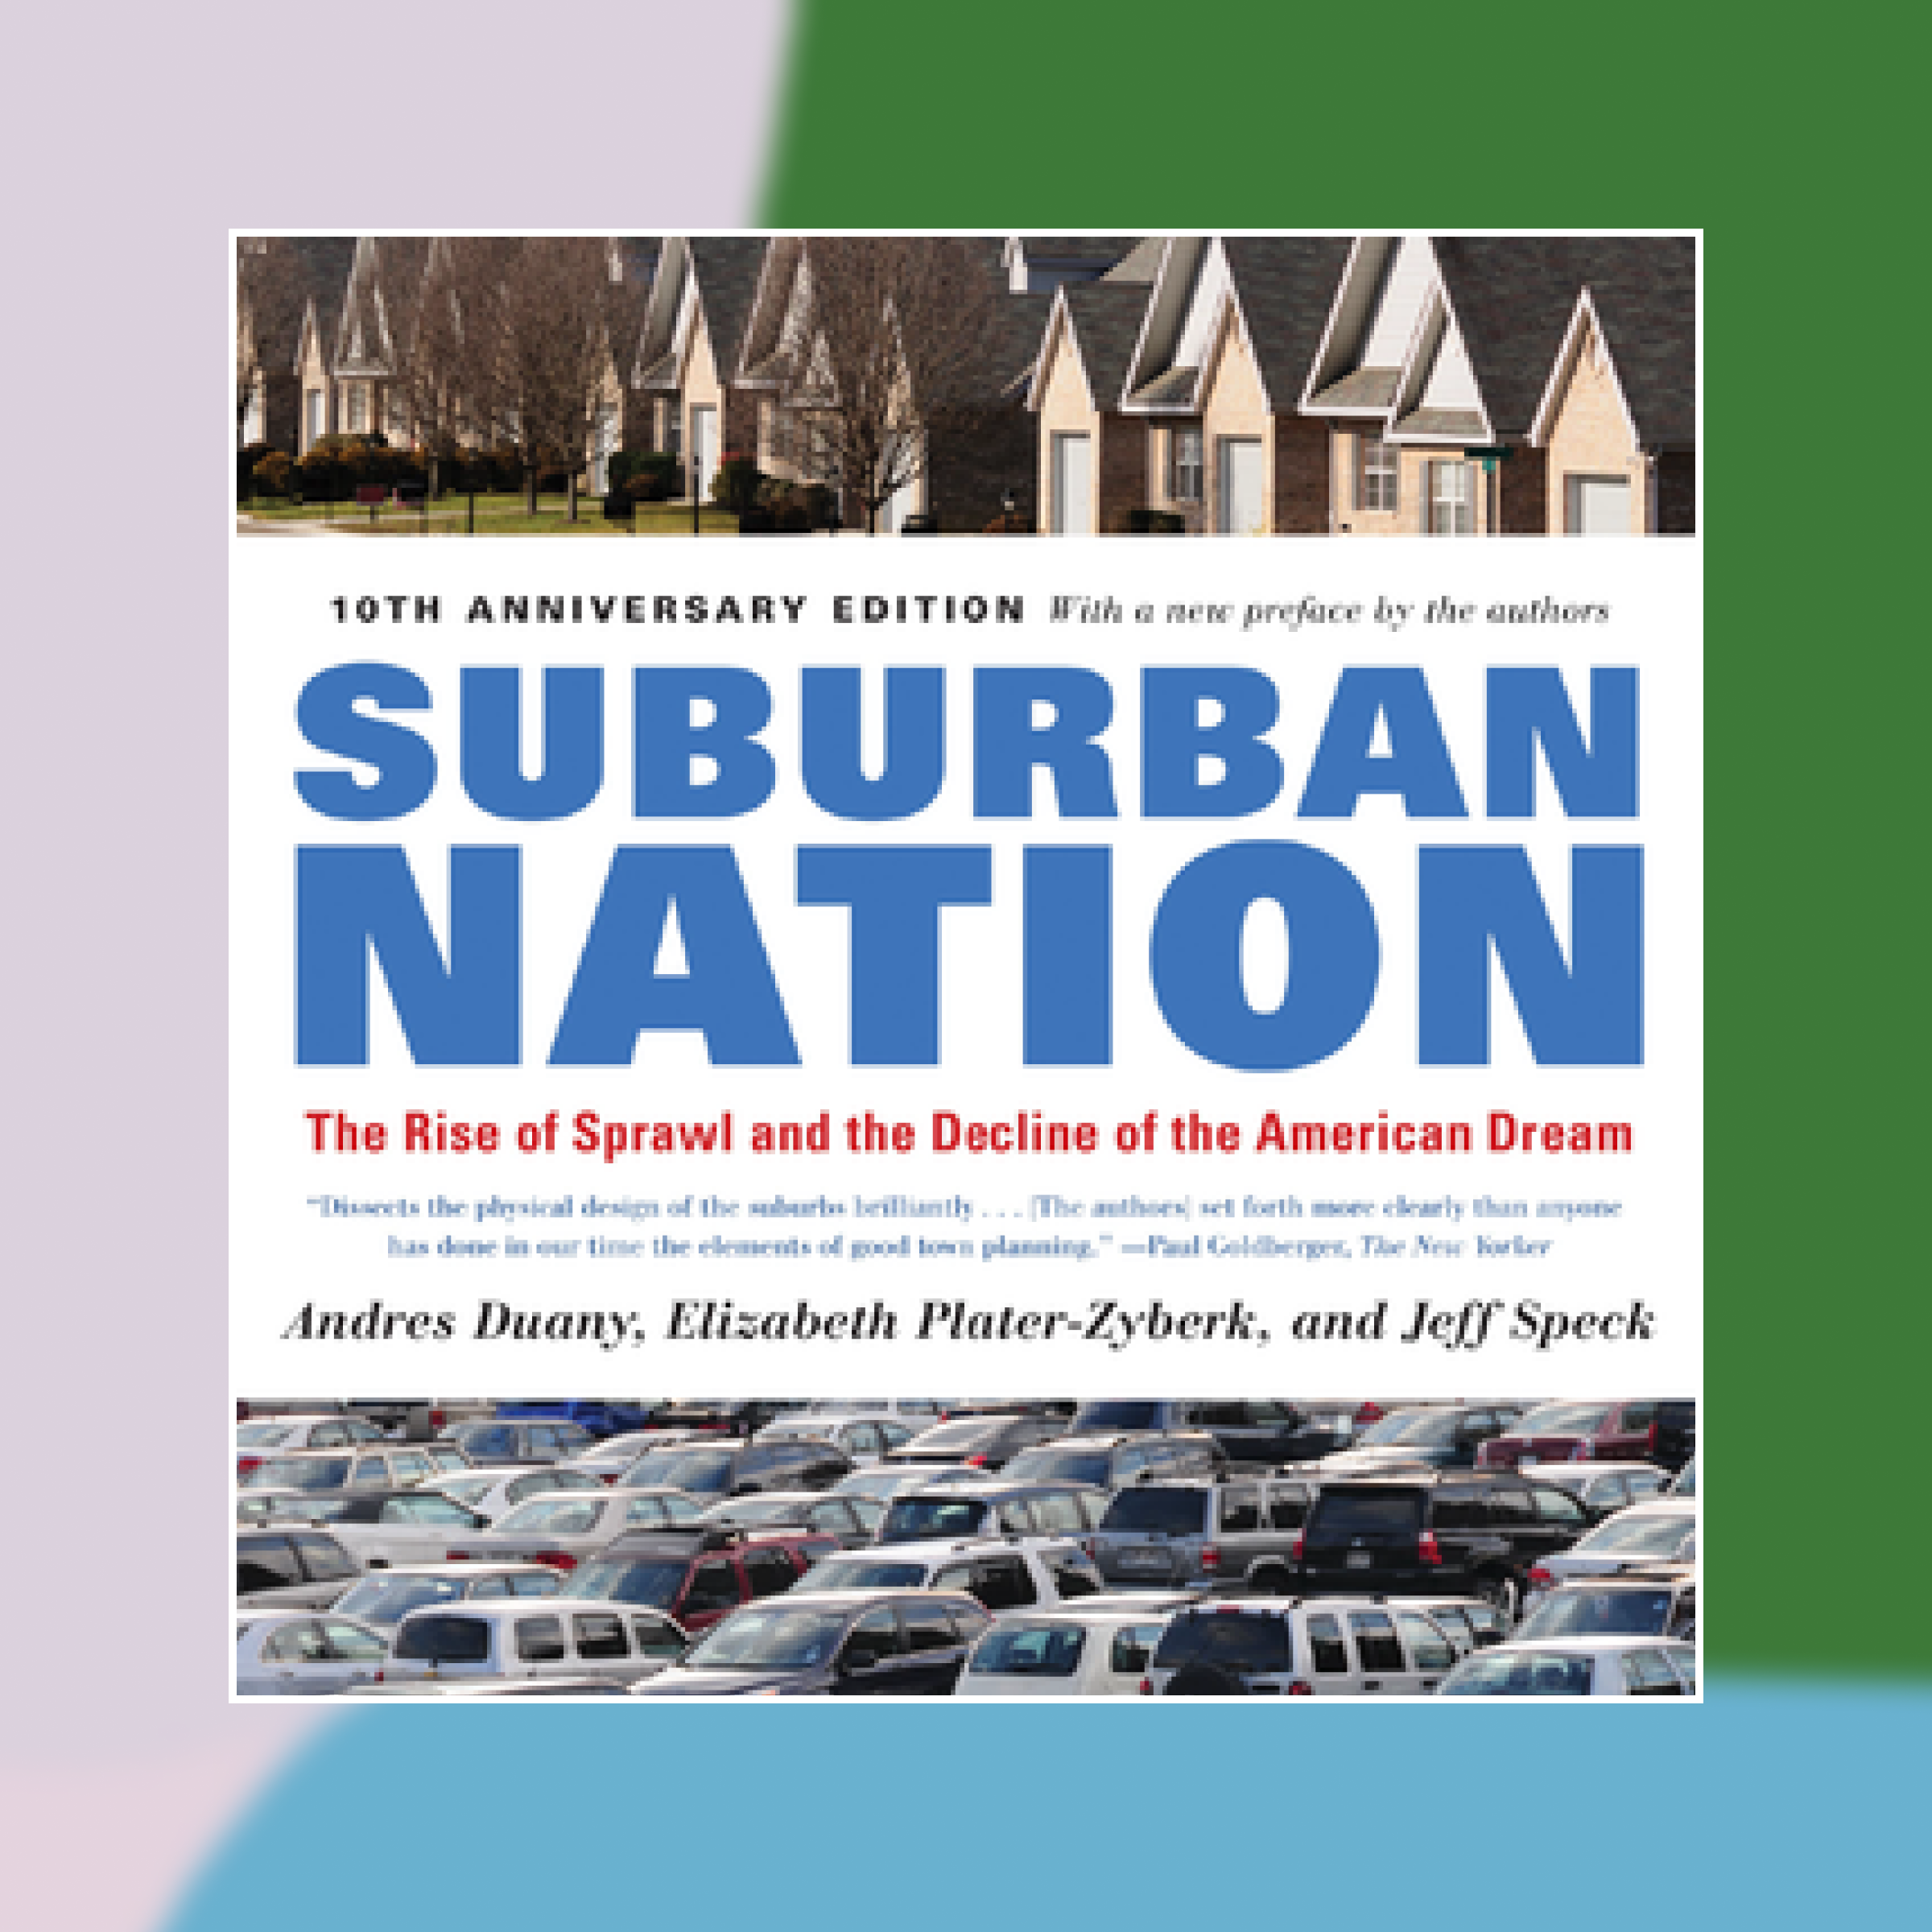 10TH ANNIVERSARY EDITION With a new preface by the authors
SUBURBAN
NATION
The Rise of Sprawl and the Decline of the American Dream
“Dissects the physical design of the suburbs brilliantly . . . [The authors] set forth more clearly than anyone
has done in our time the elements of good town planning.” —Paul Goldberger, The New Yorker
Andres Duany, Elizabeth Plater-Zyberk, and Jeff Speck